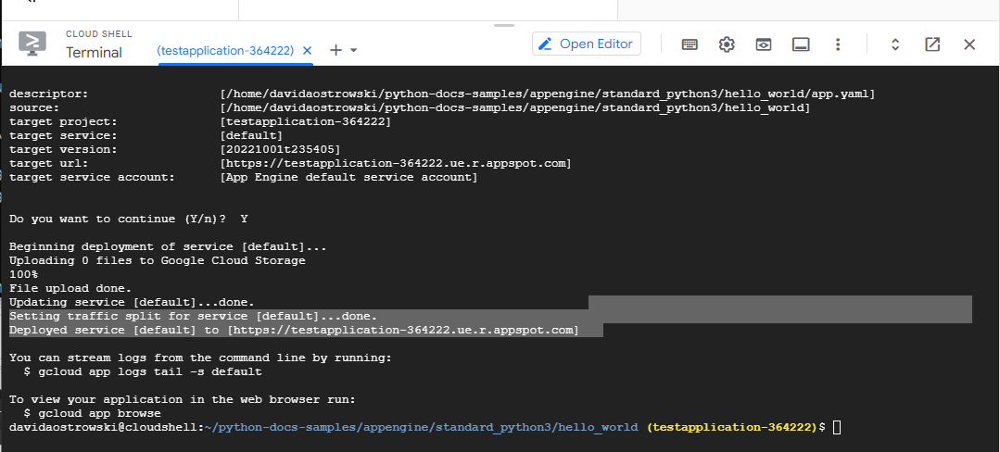 CLOUD SHELL
Terminal
(testapplication-364222)
Open Editor
descriptor: [/home/davidaostrowski/python-docs-samples/appengine/standard_python3/hello_world/app.yaml]
source: [/home/davidaostrowski/python-docs-samples/appengine/standard_python3/hello_world]
target project: [testapplication-364222]
target service: [default]
target version: [20221001t235405]
target url: [https://testapplication-364222.ue.r.appspot.com]
target service account: [App Engine default service account]
Do you want to continue (Y/n)? Y
Beginning deployment of service [default]...
Uploading 0 files to Google Cloud Storage
100%
File upload done.
Updating service [default]...done.
Setting traffic split for service [default]...done.
Deployed service [default] to [https://testapplication-364222.ue.r.appspot.com]
You can stream logs from the command line by running:
$ gcloud app logs tail -s default
To view your application in the web browser run:
$ gcloud app browse
davidaostrowski@cloudshell:~/python-docs-samples/appengine/standard_python3/hello_world (testapplication-364222)$